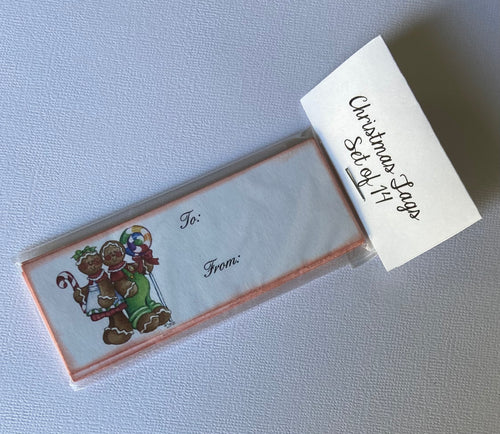 Christmas Tags
Set of 14
To:
From: